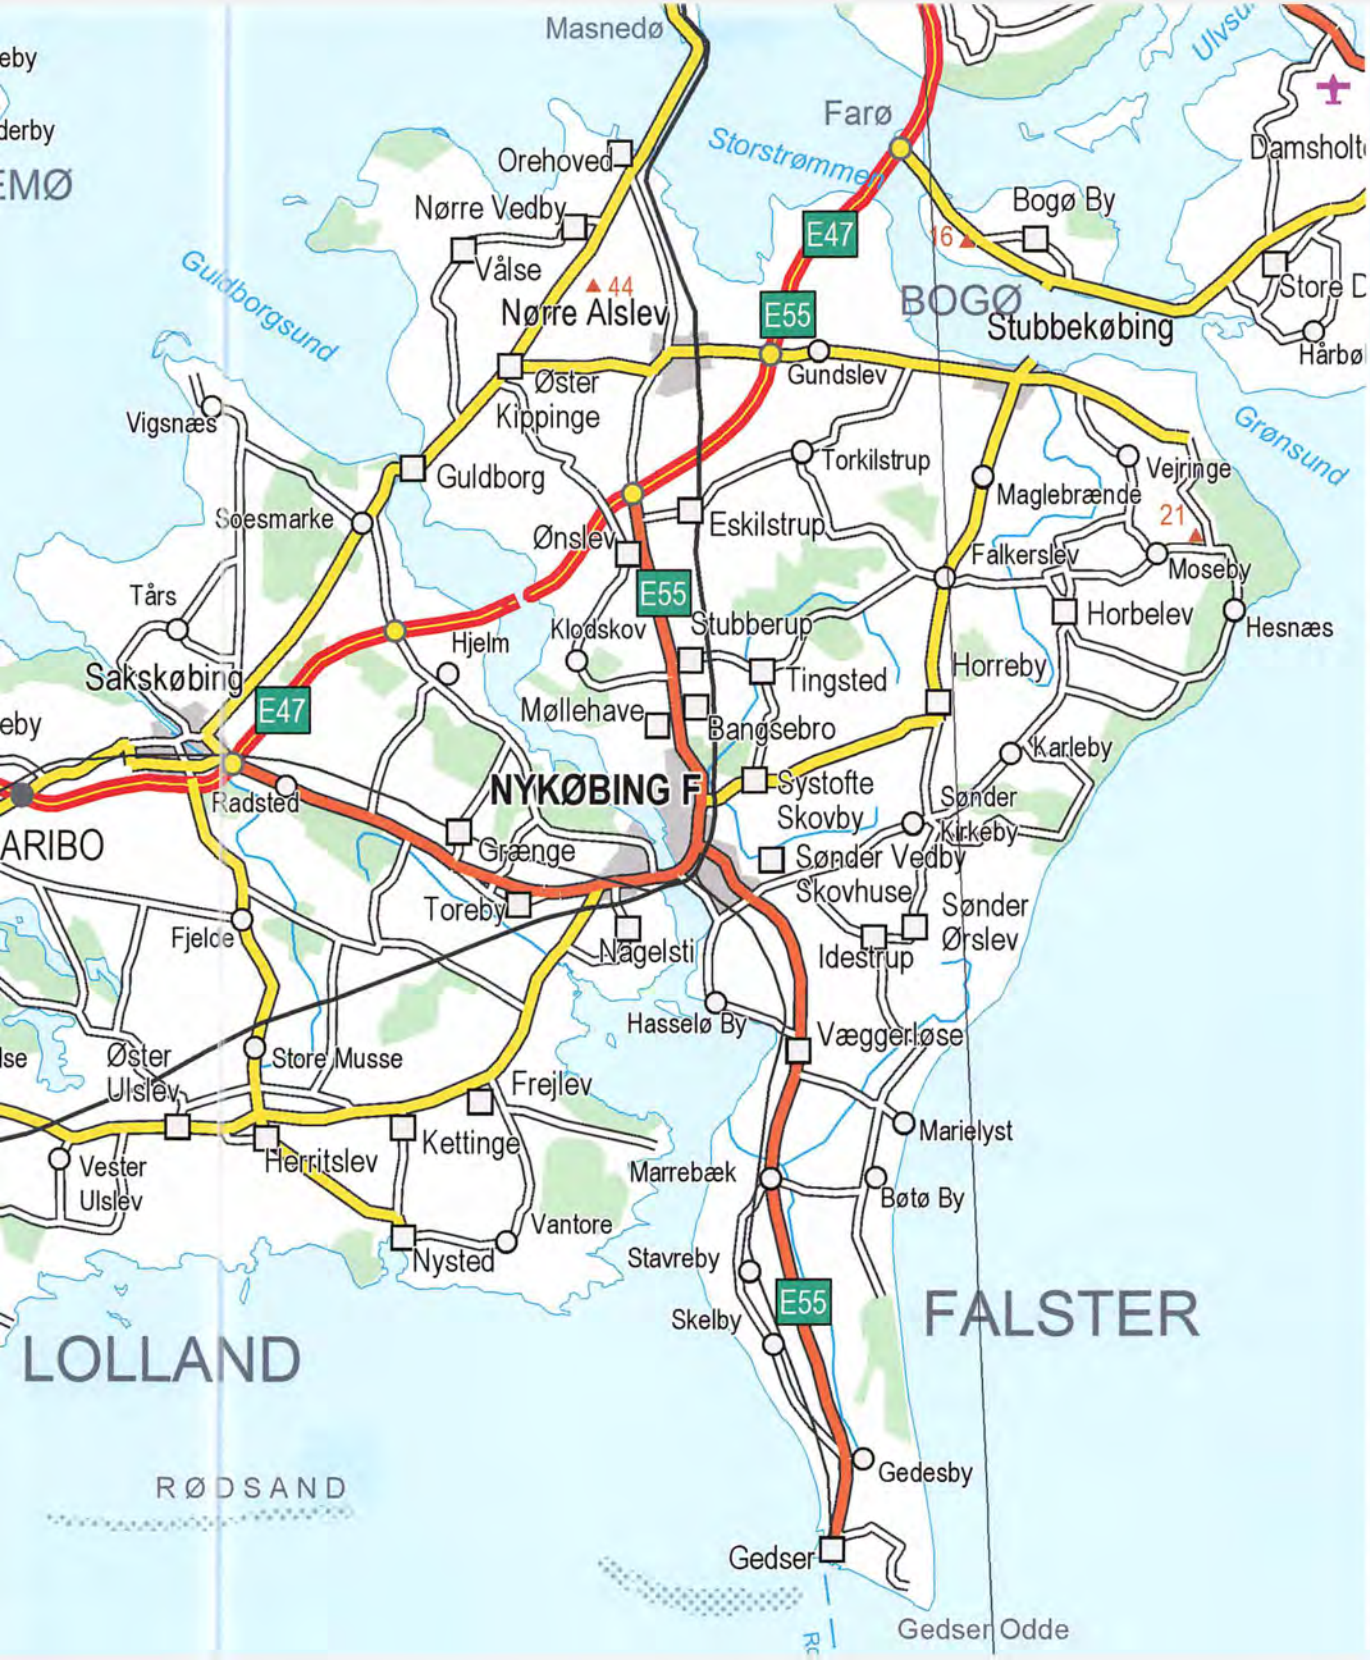 Masnedø
eby
derby
EMØ
Farø
Storstrømmen
Damsholt
Orehoved
Nørre Vedby
Vålse
Bogø By
E47
16
Guldborgsund
44
Nørre Alslev
E55
BOGØ
Store D
Stubbekøbing
Hårbø
Gundslev
Øster
Kippinge
Vigsnæs
Grønsund
Guldborg
Torkilstrup
Vejringe
Maglebrænde
Soesmarke
Eskilstrup
21
Ønslev
Falkerslev
Moseby
Tårs
E55
Horbelev
Hesnæs
Klodskov
Stubberup
Hjelm
Horreby
Sakskøbing
Tingsted
E47
Møllehave
Bangsebro
eby
Karleby
NYKØBING F
Systofte
Skovby
Radsted
Sønder
Kirkeby
ARIBO
Grænge
Sønder Vedby
Skovhuse
Toreby
Sønder
Ørslev
Fjelde
Nagelsti
Idestrup
Hasselø By
Væggerløse
lse
Øster
Ulslev
Store Musse
Frejlev
Marielyst
Kettinge
Herritslev
Vester
Ulslev
Marrebæk
Bøtø By
Vantore
Nysted
Stavreby
E55
Skelby
FALSTER
LOLLAND
RØDSAND
Gedesby
Gedser
Gedser Odde